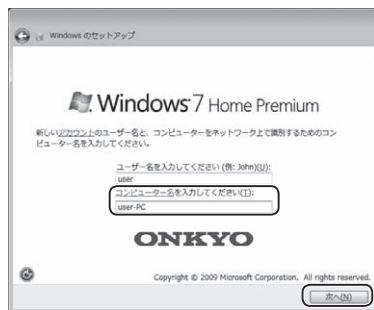 Windows のセットアップ
Windows 7 Home Premium
新しいアカウントのユーザー名と、コンピューターをネットワーク上で識別するためのコン
ピューター名を入力してください。
ユーザー名を入力してください (例: John)(U):
user
コンピューター名を入力してください(T):
user-PC
ONKYO
Copyright © 2009 Microsoft Corporation. All rights reserved.
次へ(N)